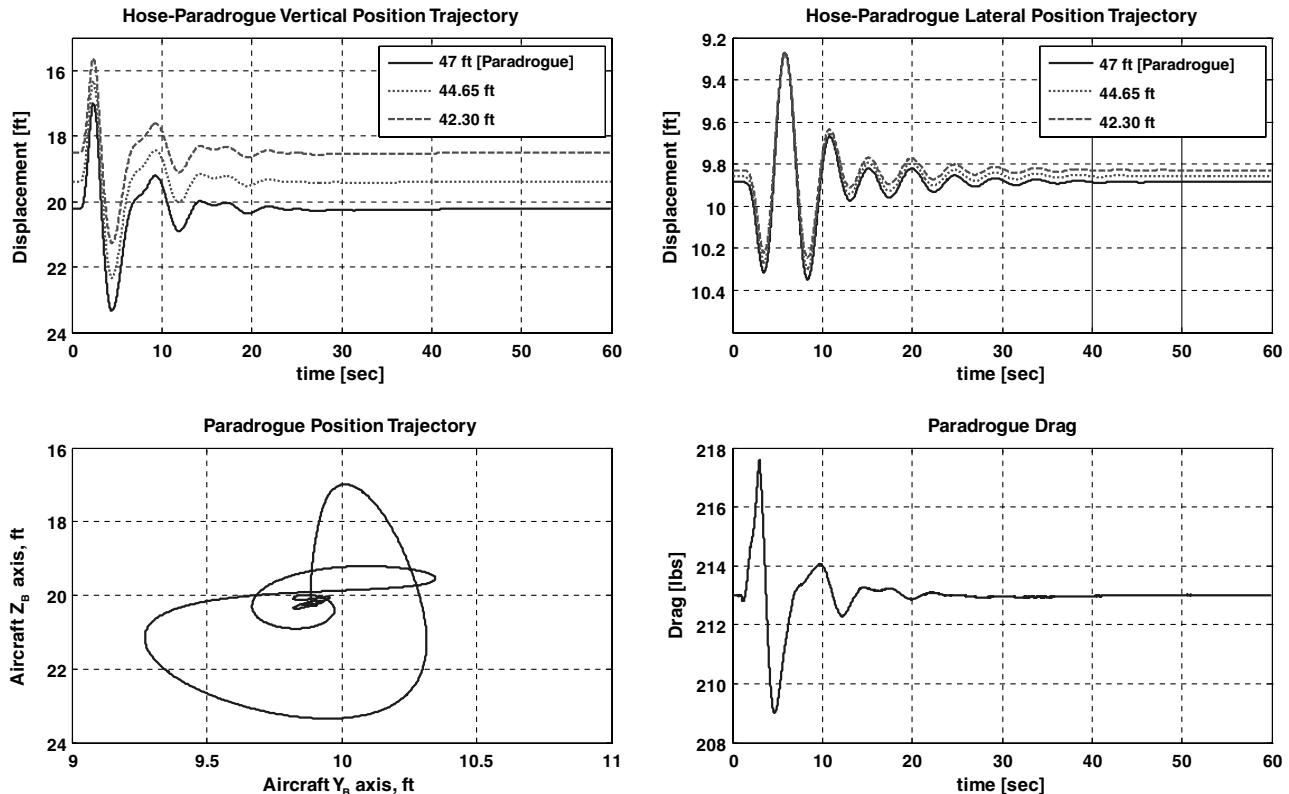 Hose-Paradrogue Vertical Position Trajectory
Displacement [ft]
16
18
20
22
24
0 10 20 30 40 50 60
time [sec]
47 ft [Paradrogue]
44.65 ft
42.30 ft
Hose-Paradrogue Lateral Position Trajectory
Displacement [ft]
9.2
9.4
9.6
9.8
10
10.2
10.4
0 10 20 30 40 50 60
time [sec]
47 ft [Paradrogue]
44.65 ft
42.30 ft
Paradrogue Position Trajectory
Aircraft Z_B axis, ft
16
18
20
22
24
9 9.5 10 10.5 11
Aircraft Y_B axis, ft
Paradrogue Drag
Drag [lbs]
218
216
214
212
210
208
0 10 20 30 40 50 60
time [sec]